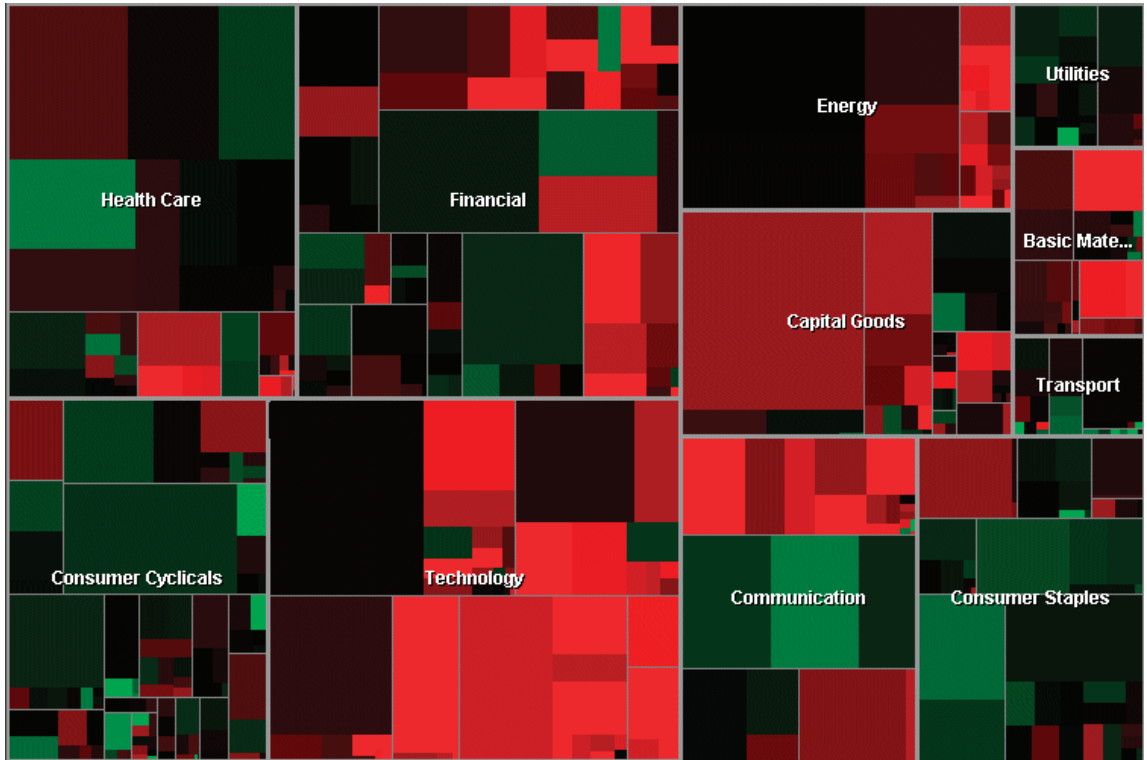 Utilities
Energy
Health Care
Financial
Basic Mate...
Capital Goods
Transport
Consumer Cyclicals
Technology
Communication
Consumer Staples